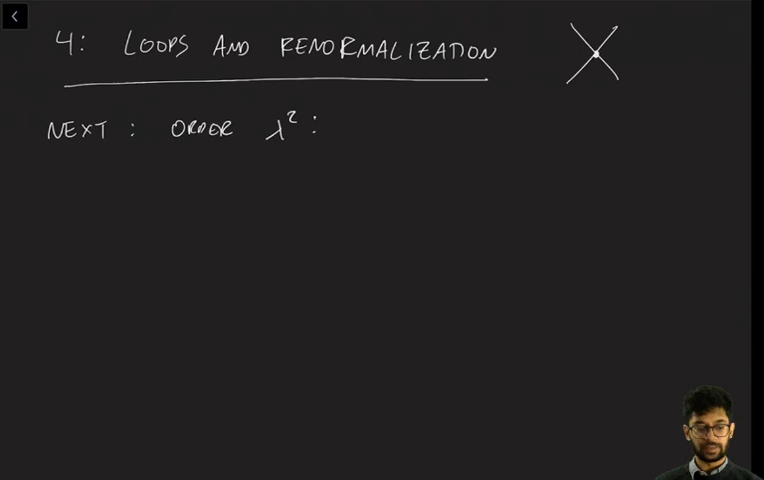 4: LOOPS AND RENORMALIZATION
NEXT: ORDER λ²: